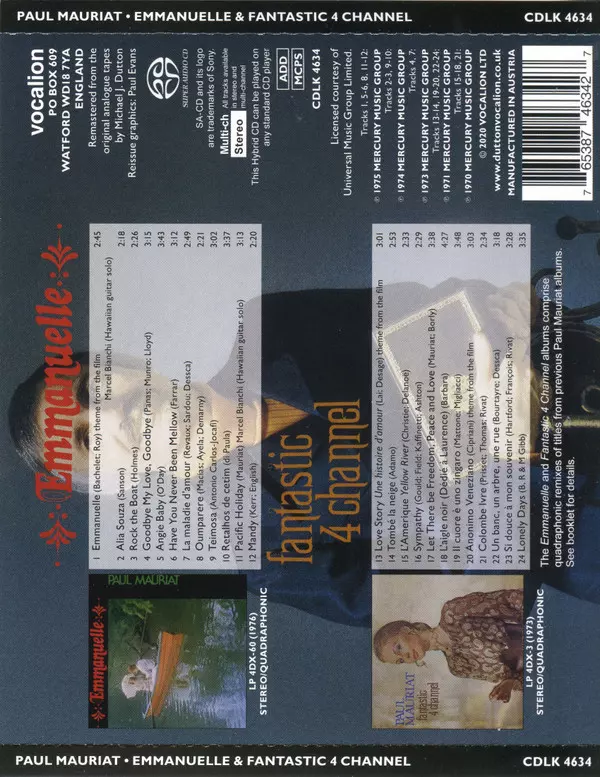 PAUL MAURIAT • EMMANUELLE & FANTASTIC 4 CHANNEL
CDLK 4634
Emmanuelle
1 Emmanuelle (Bachelet; Roy) theme from the film 2:45
Marcel Bianchi (Hawaiian guitar solo)
2 Alia Souza (Sanson) 2:18
3 Rock the Boat (Holmes) 2:26
4 Goodbye My Love, Goodbye (Panas; Munro; Lloyd) 3:15
5 Angie Baby (O'Day) 3:43
6 Have You Never Been Mellow (Farrar) 3:12
7 La maladie d'amour (Revaux; Sardou; Dessca) 2:49
8 Oumparere (Macias; Ayela; Demarny) 2:21
9 Teimosa (Antonio Carlos-Jocafi) 3:02
10 Retalhos de cetim (di Paula) 3:37
11 Pacific Holiday (Mauriat) Marcel Bianchi (Hawaiian guitar solo) 3:13
12 Mandy (Kerr; English) 2:20
fantastic
4 channel
13 Love Story Une histoire d'amour (Lai; Desage) theme from the film 3:01
14 Tombe la neige (Adamo) 2:53
15 L'Amerique Yellow River (Christie; Delanoë) 2:33
16 Sympathy (Gould; Field; Kaffinetti; Ashton) 2:29
17 Let There be Freedom, Peace and Love (Mauriat; Borly) 3:38
18 L'aigle noir (Dédié a Laurence) (Barbara) 4:27
19 Il cuore è uno zingaro (Mattone; Migliacci) 3:48
20 Anonimo Veneziano (Cipriani) theme from the film 3:03
21 Colombe Ivre (Prisset; Thomas; Rivat) 2:34
22 Un banc, un arbre, une rue (Bourtayre; Dessca) 3:18
23 Si douce à mon souvenir (Hartford; François; Rivat) 3:28
24 Lonely Days (B, R & M Gibb) 3:35
Emmanuelle
PAUL MAURIAT
LP 4DX-60 (1976)
STEREO/QUADRAPHONIC
PAUL
MAURIAT
fantastic
4 channel
LP 4DX-3 (1973)
STEREO/QUADRAPHONIC
The Emmanuelle and Fantastic 4 Channel albums comprise
quadraphonic remixes of titles from previous Paul Mauriat albums.
See booklet for details.
vocalion
PO BOX 609
WATFORD WD18 7YA
ENGLAND
Remastered from the
original analogue tapes
by Michael J. Dutton
Reissue graphics: Paul Evans
SUPER AUDIO CD
SA-CD and its logo
are trademarks of Sony.
Multi-ch
Stereo
All tracks available
in stereo and
multi-channel
This Hybrid CD can be played on
any standard CD player
ADD
MCPS
CDLK 4634
Licensed courtesy of
Universal Music Group Limited.
Tracks 1, 5-6, 8, 11-12:
℗ 1975 MERCURY MUSIC GROUP
Tracks 2-3, 9-10:
℗ 1974 MERCURY MUSIC GROUP
Tracks 4, 7:
℗ 1973 MERCURY MUSIC GROUP
Tracks 13-14, 19-20, 22-24:
℗ 1971 MERCURY MUSIC GROUP
Tracks 15-18, 21:
℗ 1970 MERCURY MUSIC GROUP
© 2020 VOCALION LTD
www.duttonvocalion.co.uk
MANUFACTURED IN AUSTRIA
7 65387 46342 7
PAUL MAURIAT • EMMANUELLE & FANTASTIC 4 CHANNEL
CDLK 4634